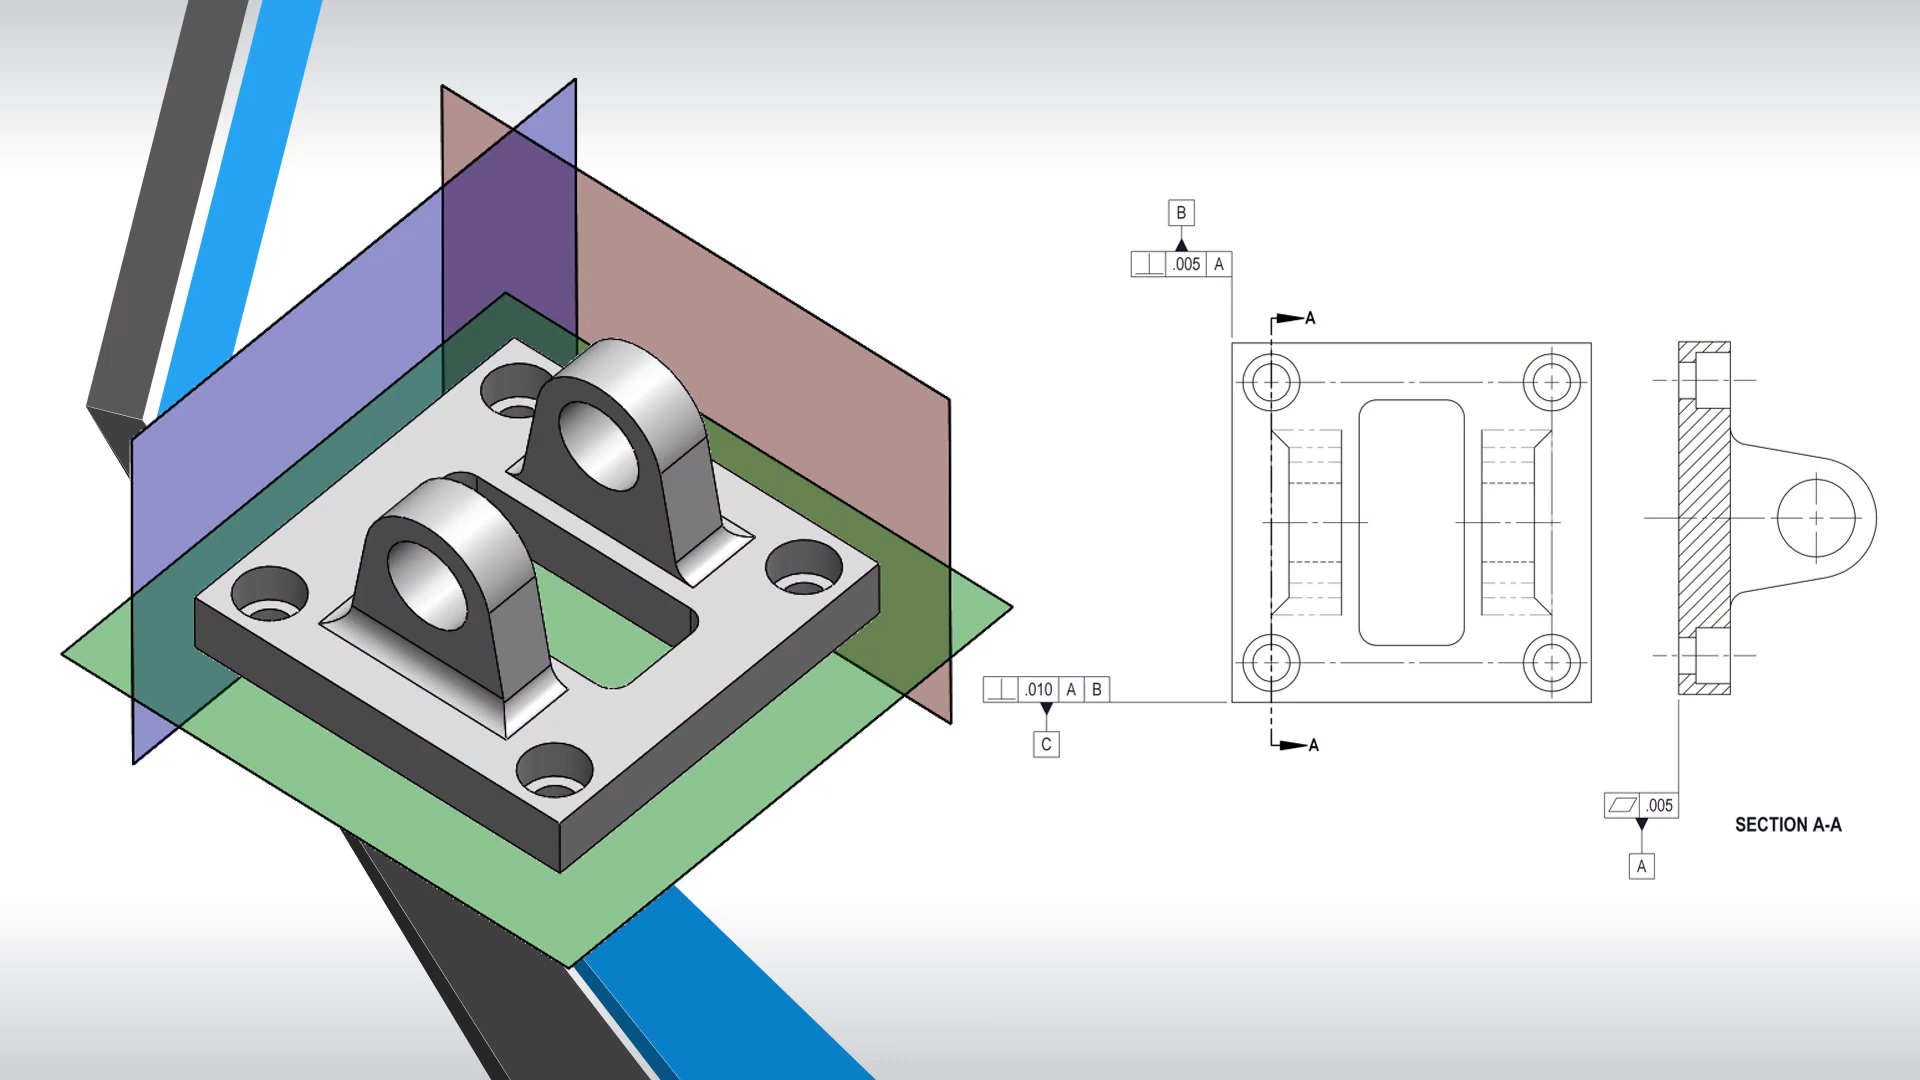 B
⟂ .005 A
A
⟂ .010 A B
C
A
⏥ .005
A
SECTION A-A